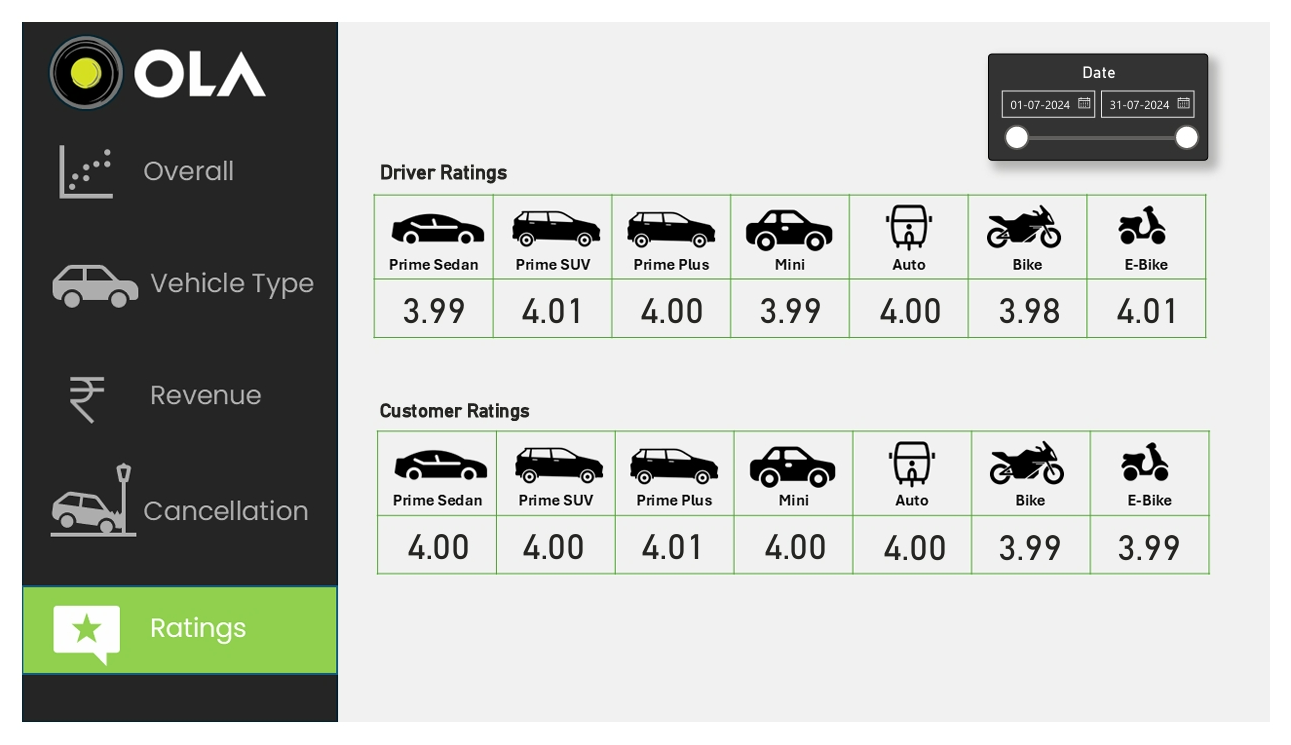 OLA
Overall
Vehicle Type
Revenue
Cancellation
Ratings
Date
01-07-2024 31-07-2024
Driver Ratings
Prime Sedan Prime SUV Prime Plus Mini Auto Bike E-Bike
3.99 4.01 4.00 3.99 4.00 3.98 4.01
Customer Ratings
Prime Sedan Prime SUV Prime Plus Mini Auto Bike E-Bike
4.00 4.00 4.01 4.00 4.00 3.99 3.99